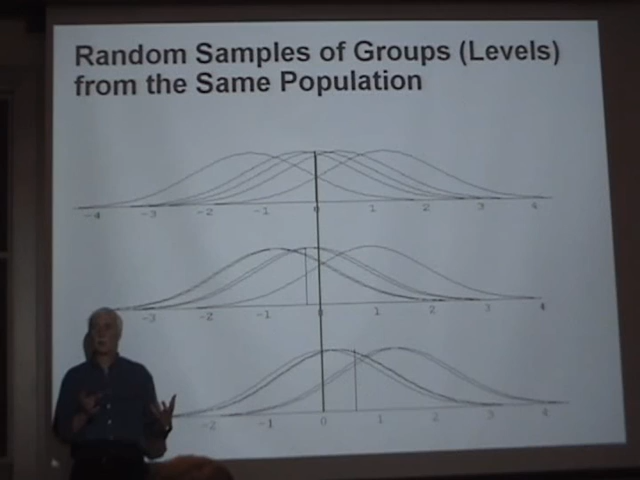 Random Samples of Groups (Levels)
from the Same Population
-4 -3 -2 -1 0 1 2 3 4
-3 -2 -1 0 1 2 3 4
-2 -1 0 1 2 3 4